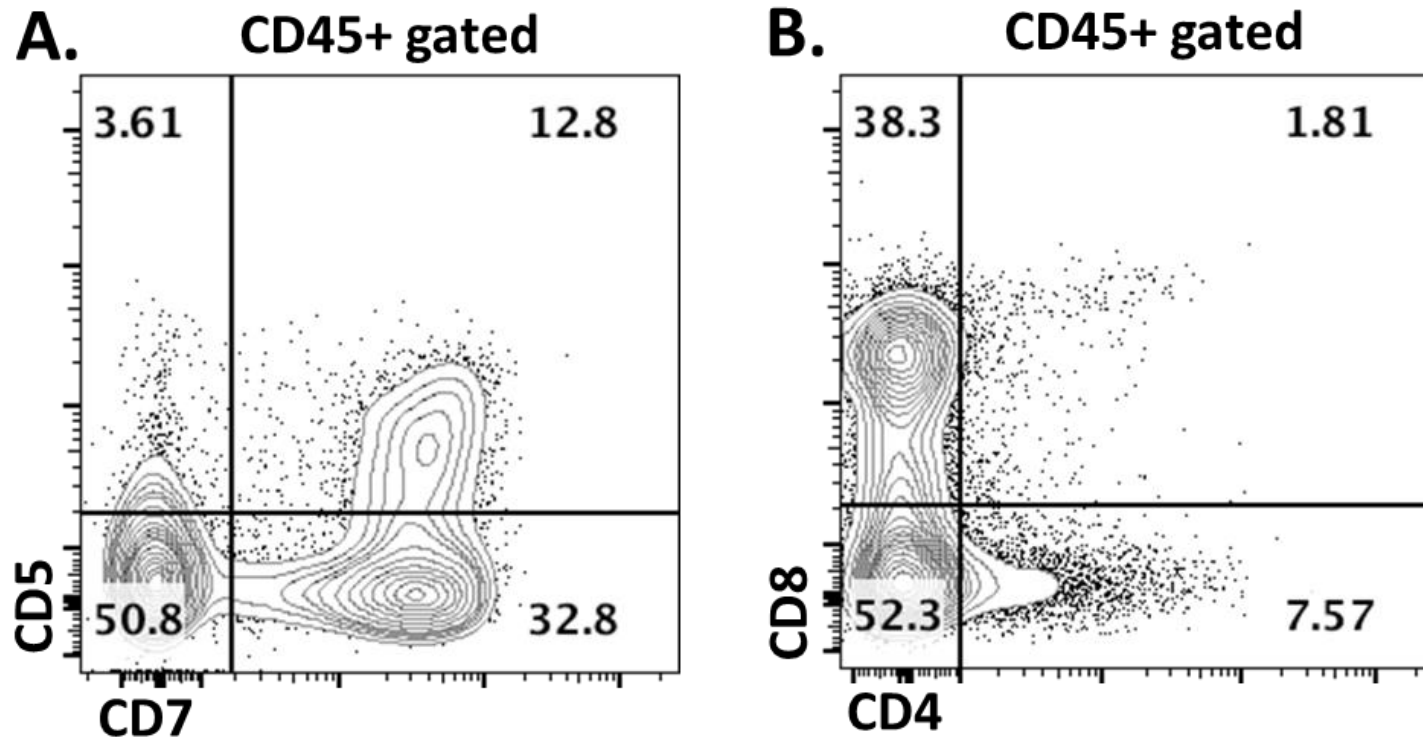 A.
CD45+ gated
3.61
12.8
50.8
32.8
CD5
CD7
B.
CD45+ gated
38.3
1.81
52.3
7.57
CD8
CD4